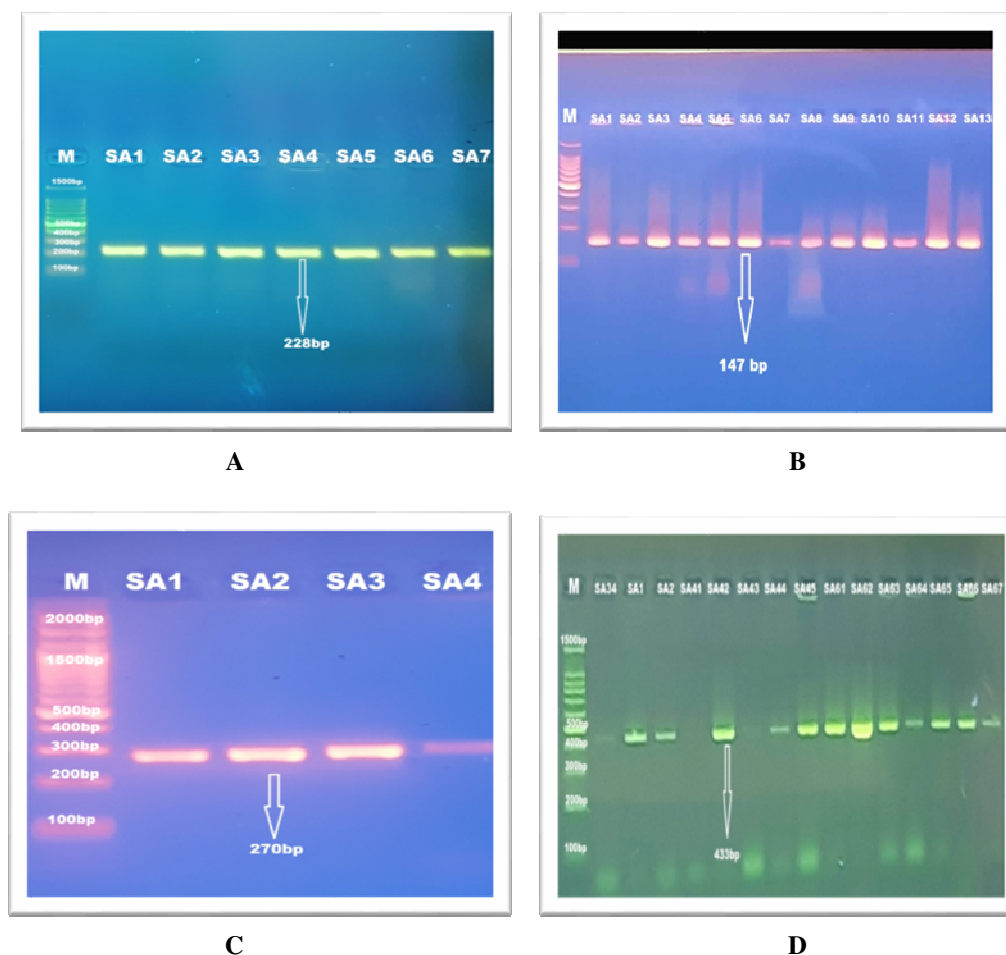 M SA1 SA2 SA3 SA4 SA5 SA6 SA7
1500bp
500bp
400bp
300bp
200bp
100bp
228bp
A
M SA1 SA2 SA3 SA4 SA5 SA6 SA7 SA8 SA9 SA10 SA11 SA12 SA13
147 bp
B
M SA1 SA2 SA3 SA4
2000bp
1500bp
500bp
400bp
300bp
200bp
100bp
270bp
C
M SA34 SA1 SA2 SA41 SA42 SA43 SA44 SA45 SA61 SA62 SA63 SA64 SA65 SA66 SA67
1500bp
500bp
400bp
300bp
200bp
100bp
433bp
D